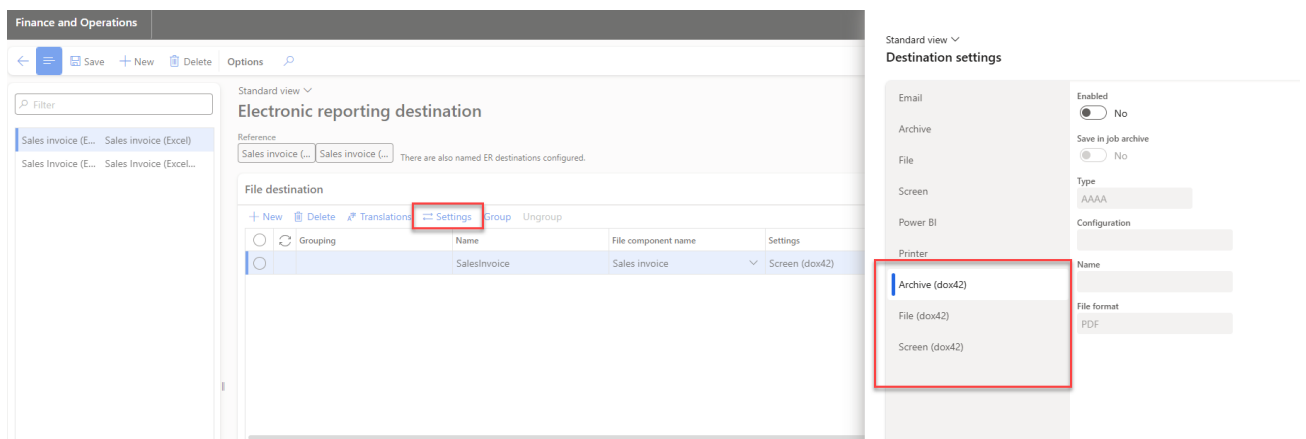 Finance and Operations
Save New Delete Options
Filter
Sales invoice (E... Sales invoice (Excel)
Sales Invoice (E... Sales Invoice (Excel...
Standard view
Electronic reporting destination
Reference
Sales invoice (... Sales invoice (... There are also named ER destinations configured.
File destination
New Delete Translations Settings Group Ungroup
Grouping Name File component name Settings
SalesInvoice Sales invoice Screen (dox42)
Standard view
Destination settings
Email
Archive
File
Screen
Power BI
Printer
Archive (dox42)
File (dox42)
Screen (dox42)
Enabled
No
Save in job archive
No
Type
AAAA
Configuration
Name
File format
PDF